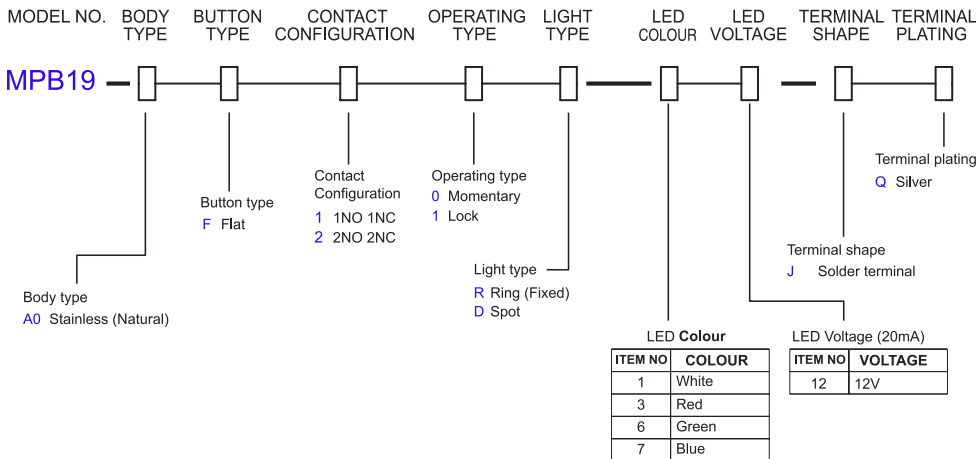 MODEL NO. BODY TYPE BUTTON TYPE CONTACT CONFIGURATION OPERATING TYPE LIGHT TYPE LED COLOUR LED VOLTAGE TERMINAL SHAPE TERMINAL PLATING
MPB19
Terminal plating
Q Silver
Contact
Configuration
1 1NO 1NC
2 2NO 2NC
Operating type
0 Momentary
1 Lock
Button type
F Flat
Terminal shape
J Solder terminal
Light type
R Ring (Fixed)
D Spot
Body type
A0 Stainless (Natural)
LED Colour
ITEM NO COLOUR
1 White
3 Red
6 Green
7 Blue
LED Voltage (20mA)
ITEM NO VOLTAGE
12 12V